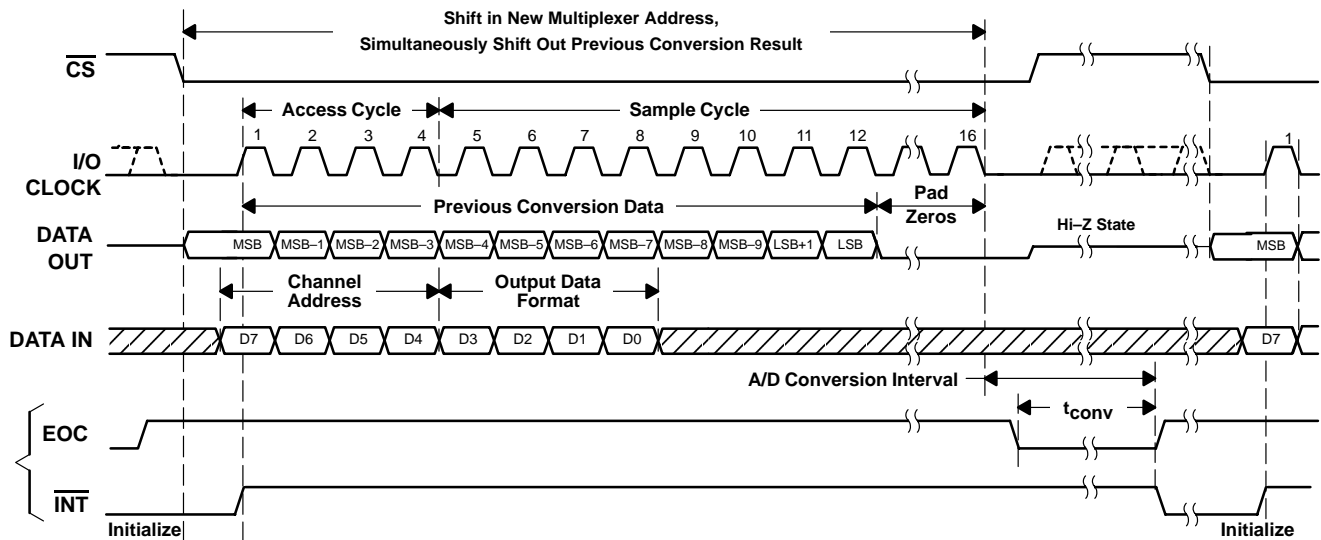 Shift in New Multiplexer Address,
Simultaneously Shift Out Previous Conversion Result
CS
Access Cycle
Sample Cycle
1 2 3 4 5 6 7 8 9 10 11 12 16 1
I/O
CLOCK
Previous Conversion Data
Pad
Zeros
DATA
OUT
MSB MSB–1 MSB–2 MSB–3 MSB–4 MSB–5 MSB–6 MSB–7 MSB–8 MSB–9 LSB+1 LSB
Hi–Z State
MSB
Channel
Address
Output Data
Format
DATA IN
D7 D6 D5 D4 D3 D2 D1 D0 D7
A/D Conversion Interval
tconv
EOC
INT
Initialize
Initialize